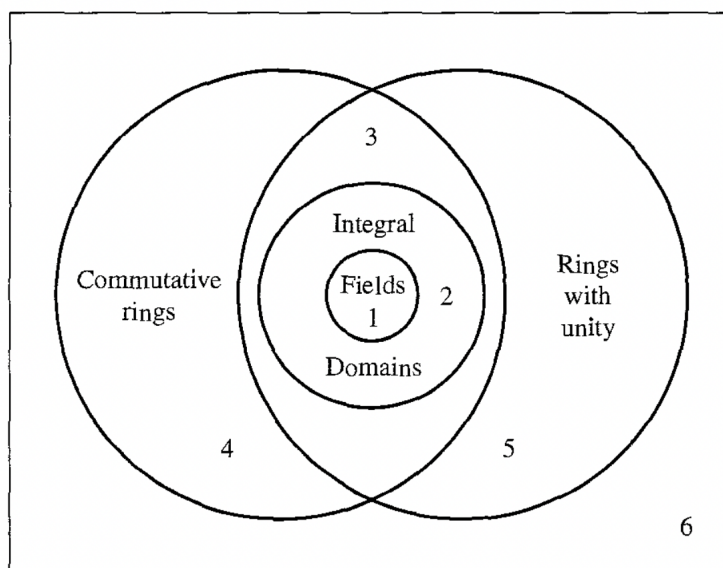 3
Integral
Commutative
rings
Fields
1
2
Rings
with
unity
Domains
4
5
6